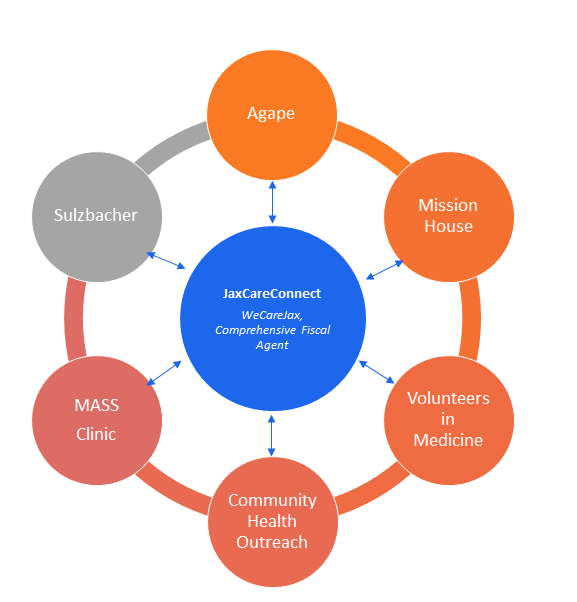 Agape
Mission
House
Sulzbacher
JaxCareConnect
WeCareJax,
Comprehensive Fiscal
Agent
Volunteers
in
Medicine
MASS
Clinic
Community
Health
Outreach